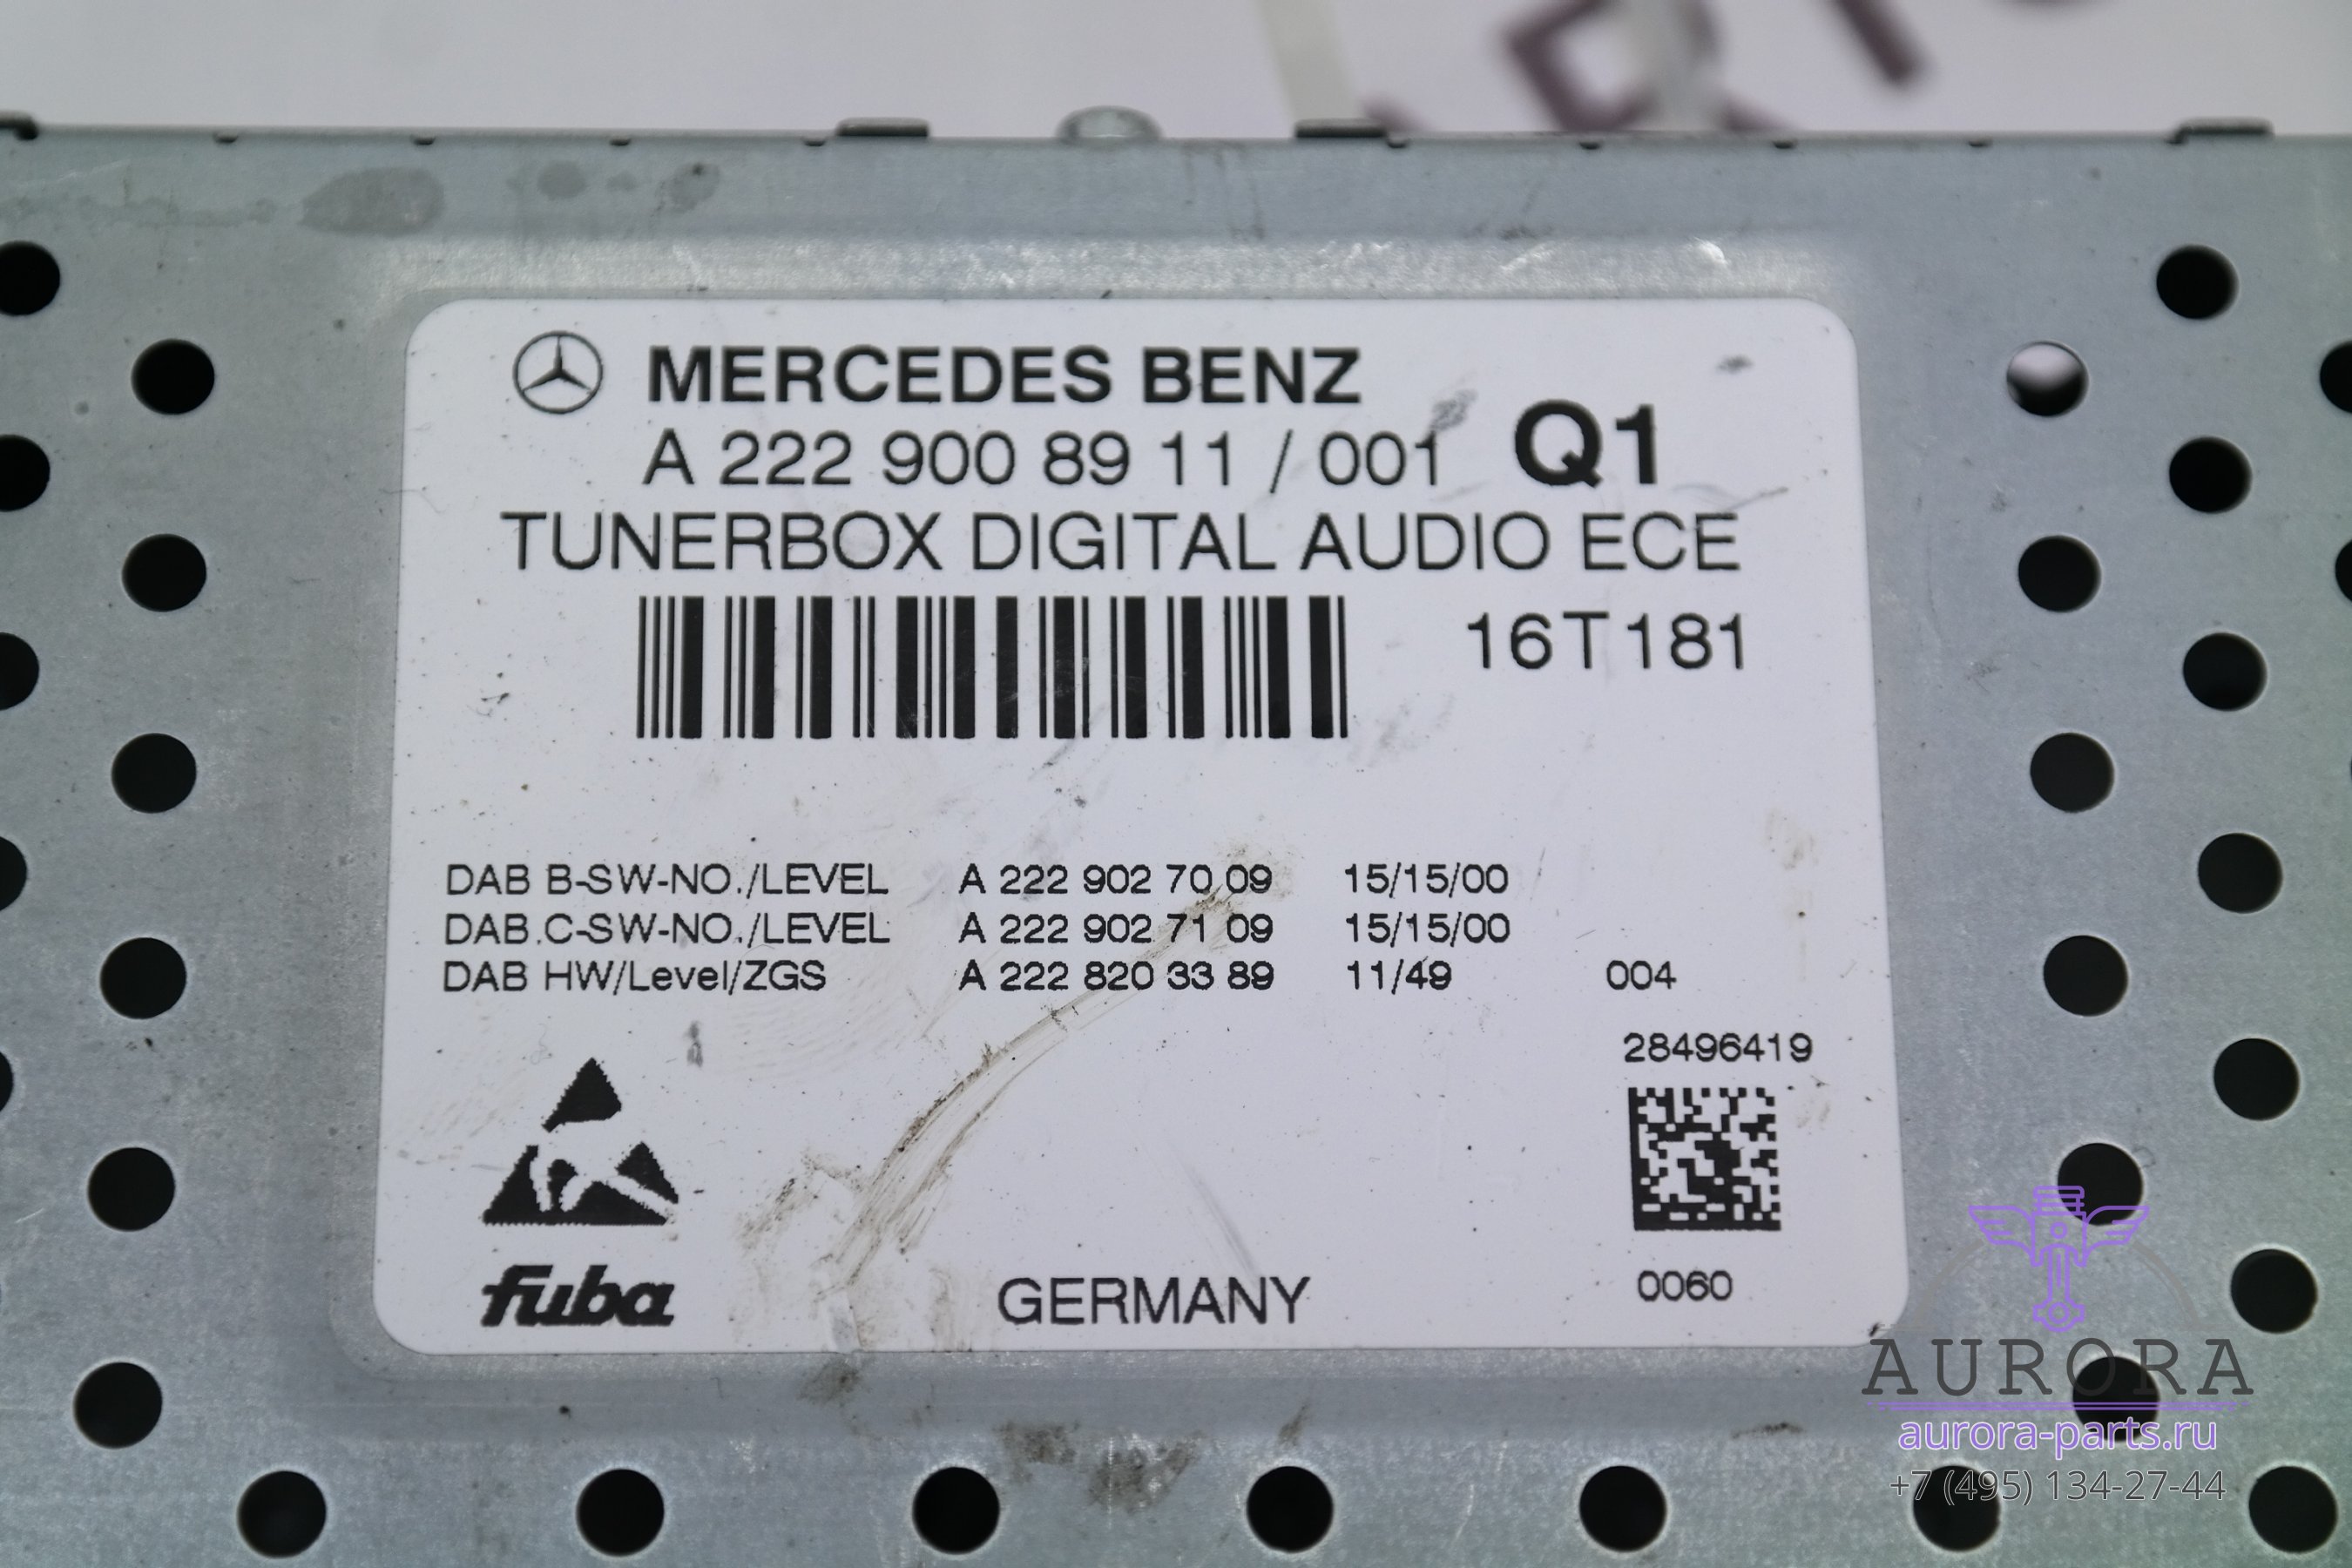 MERCEDES BENZ
A 222 900 89 11 / 001 Q1
TUNERBOX DIGITAL AUDIO ECE
16T181
DAB B-SW-NO./LEVEL A 222 902 70 09 15/15/00
DAB.C-SW-NO./LEVEL A 222 902 71 09 15/15/00
DAB HW/Level/ZGS A 222 820 33 89 11/49 004
28496419
fuba
GERMANY
0060
AURORA
aurora-parts.ru
+7 (495) 134-27-44